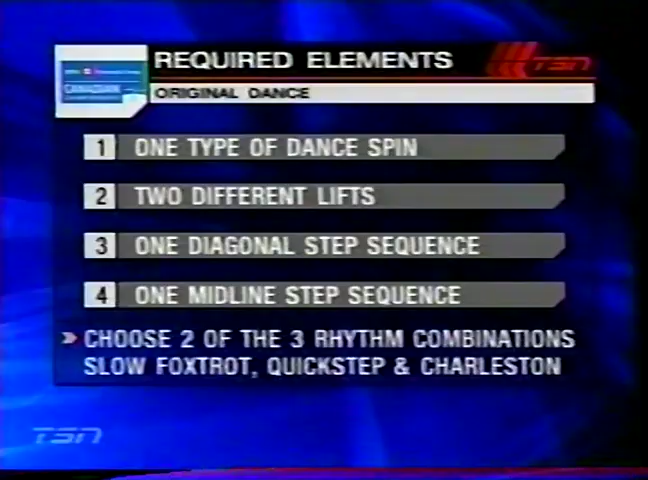 REQUIRED ELEMENTS
TSN
CANADIAN
ORIGINAL DANCE
1 ONE TYPE OF DANCE SPIN
2 TWO DIFFERENT LIFTS
3 ONE DIAGONAL STEP SEQUENCE
4 ONE MIDLINE STEP SEQUENCE
CHOOSE 2 OF THE 3 RHYTHM COMBINATIONS
SLOW FOXTROT, QUICKSTEP & CHARLESTON
TSN